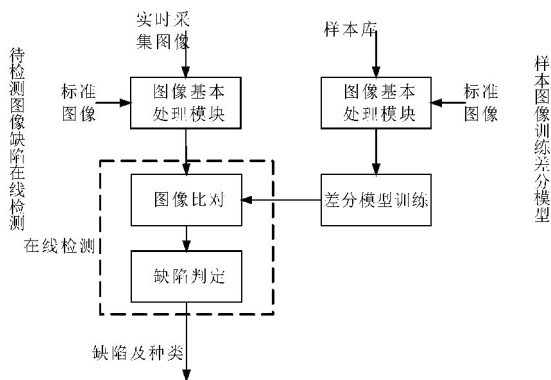 实时采
集图像
样本库
待检测图像缺陷在线检测
标准
图像
图像基本
处理模块
图像基本
处理模块
标准
图像
样本图像训练差分模型
图像比对
差分模型训练
在线检测
缺陷判定
缺陷及种类